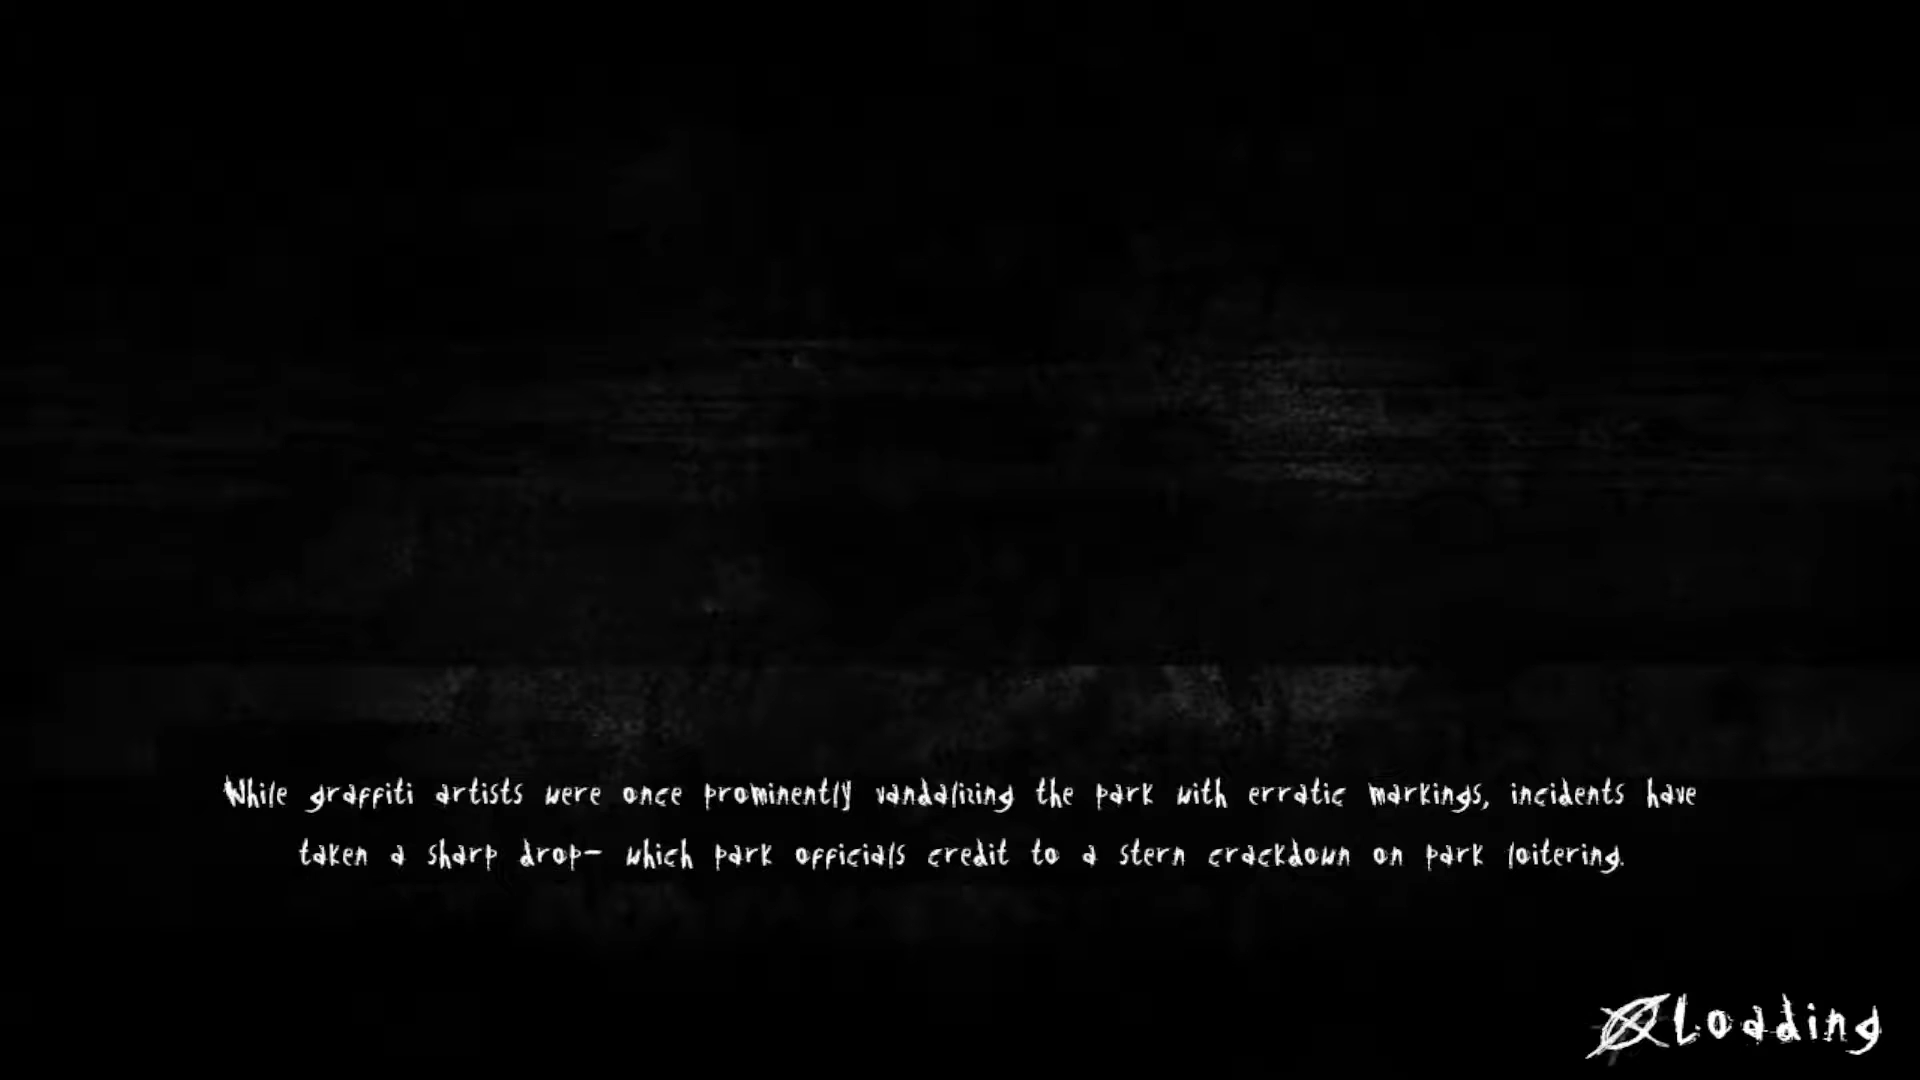 While graffiti artists were once prominently vandalizing the park with erratic markings, incidents have
taken a sharp drop- which park officials credit to a stern crackdown on park loitering.
Loading